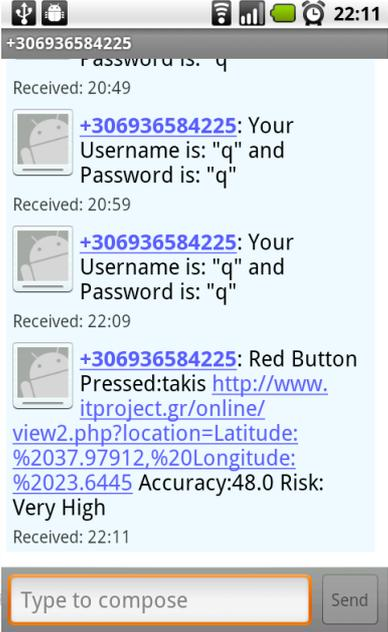 22:11
+306936584225
Password is: "q"
Received: 20:49
+306936584225: Your
Username is: "q" and
Password is: "q"
Received: 20:59
+306936584225: Your
Username is: "q" and
Password is: "q"
Received: 22:09
+306936584225: Red Button
Pressed:takis http://www.
itproject.gr/online/
view2.php?location=Latitude:
%2037.97912,%20Longitude:
%2023.6445 Accuracy:48.0 Risk:
Very High
Received: 22:11
Type to compose
Send